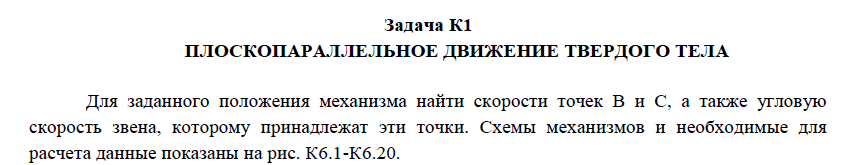 Задача К1
ПЛОСКОПАРАЛЛЕЛЬНОЕ ДВИЖЕНИЕ ТВЕРДОГО ТЕЛА
Для заданного положения механизма найти скорости точек В и С, а также угловую
скорость звена, которому принадлежат эти точки. Схемы механизмов и необходимые для
расчета данные показаны на рис. К6.1-К6.20.